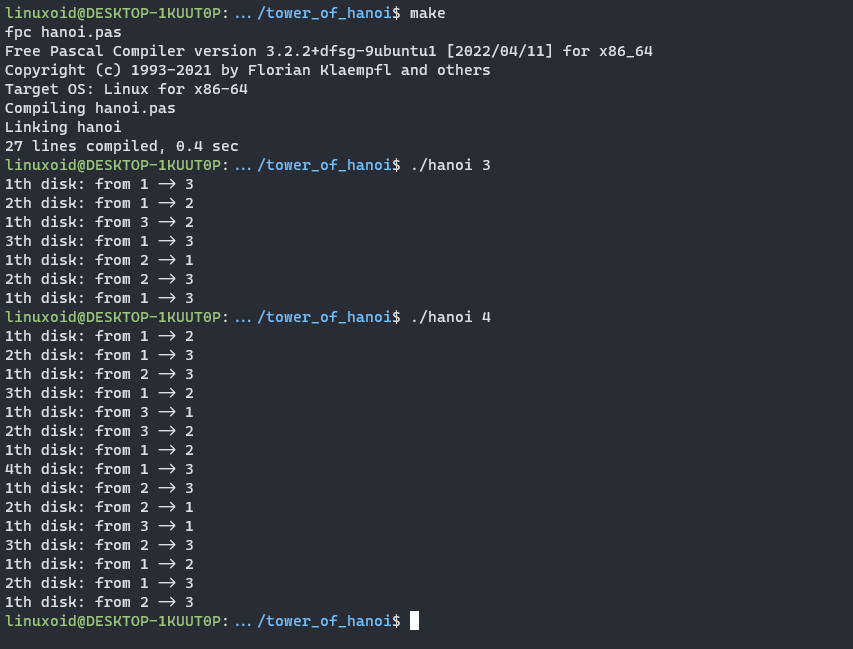 linuxoid@DESKTOP-1KUUT0P: … /tower_of_hanoi$ make
fpc hanoi.pas
Free Pascal Compiler version 3.2.2+dfsg-9ubuntu1 [2022/04/11] for x86_64
Copyright (c) 1993-2021 by Florian Klaempfl and others
Target OS: Linux for x86-64
Compiling hanoi.pas
Linking hanoi
27 lines compiled, 0.4 sec
linuxoid@DESKTOP-1KUUT0P: … /tower_of_hanoi$ ./hanoi 3
1th disk: from 1 --> 3
2th disk: from 1 --> 2
1th disk: from 3 --> 2
3th disk: from 1 --> 3
1th disk: from 2 --> 1
2th disk: from 2 --> 3
1th disk: from 1 --> 3
linuxoid@DESKTOP-1KUUT0P: … /tower_of_hanoi$ ./hanoi 4
1th disk: from 1 --> 2
2th disk: from 1 --> 3
1th disk: from 2 --> 3
3th disk: from 1 --> 2
1th disk: from 3 --> 1
2th disk: from 3 --> 2
1th disk: from 1 --> 2
4th disk: from 1 --> 3
1th disk: from 2 --> 3
2th disk: from 2 --> 1
1th disk: from 3 --> 1
3th disk: from 2 --> 3
1th disk: from 1 --> 2
2th disk: from 1 --> 3
1th disk: from 2 --> 3
linuxoid@DESKTOP-1KUUT0P: … /tower_of_hanoi$